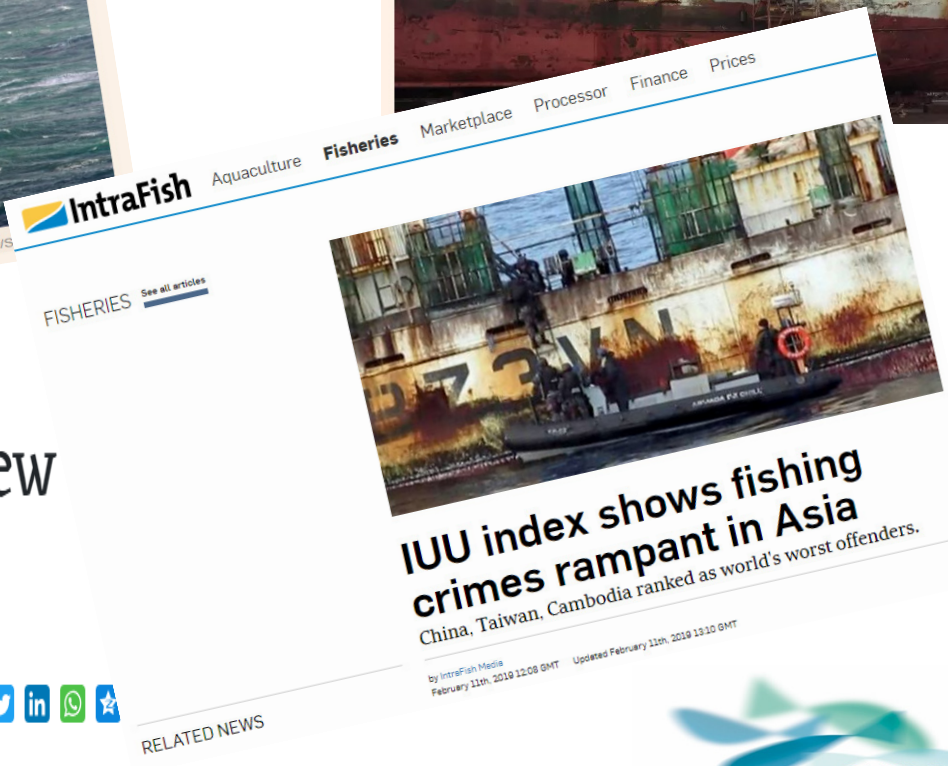 IntraFish Aquaculture Fisheries Marketplace Processor Finance Prices
FISHERIES See all articles
ew
IUU index shows fishing
crimes rampant in Asia
China, Taiwan, Cambodia ranked as world's worst offenders.
by IntraFish Media
February 11th, 2019 12:08 GMT Updated February 11th, 2019 13:10 GMT
in
RELATED NEWS